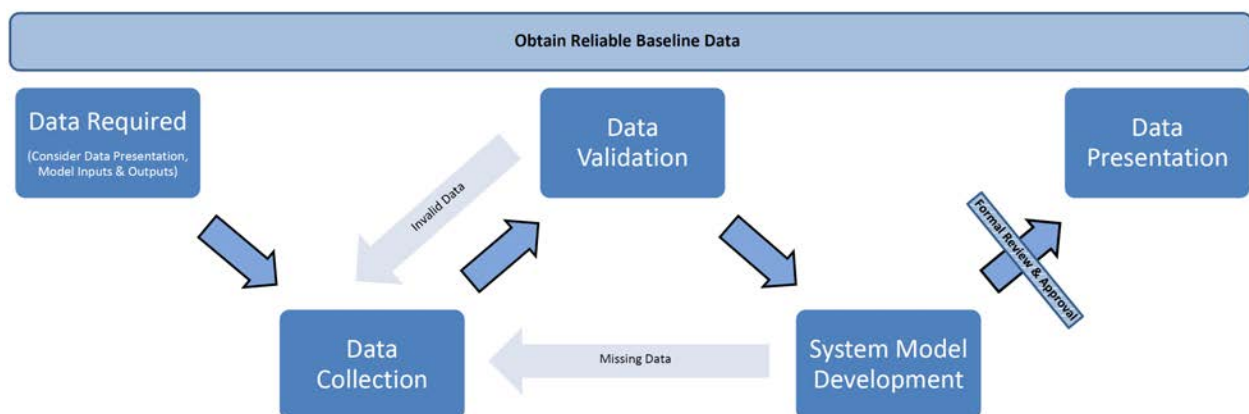 Obtain Reliable Baseline Data
Data Required
(Consider Data Presentation,
Model Inputs & Outputs)
Data
Validation
Data
Presentation
Invalid Data
Formal Review & Approval
Data
Collection
Missing Data
System Model
Development